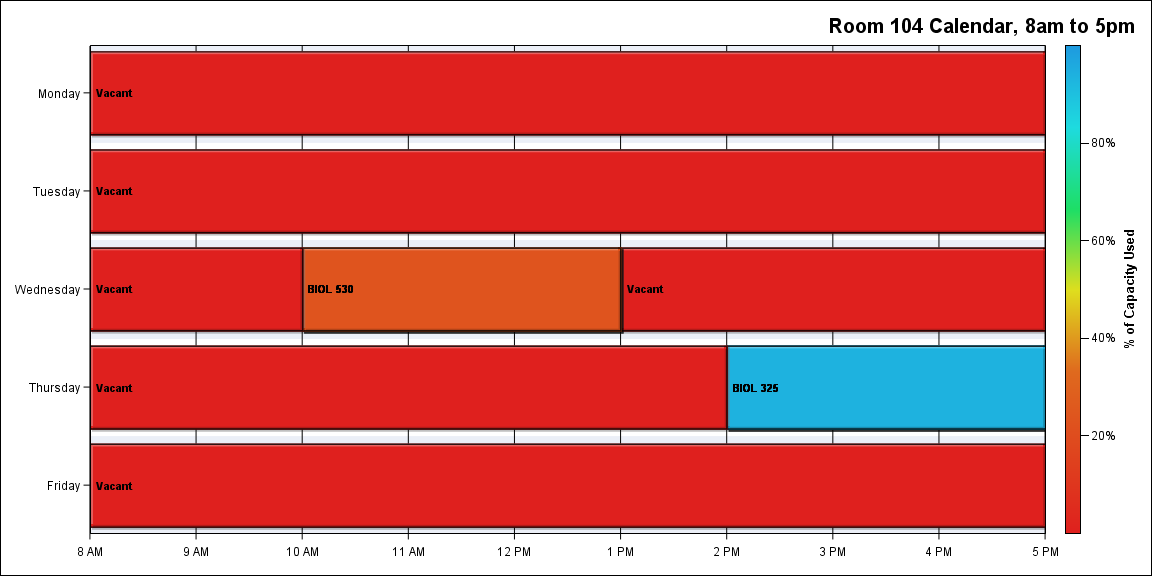 Room 104 Calendar, 8am to 5pm
Monday
Vacant
Tuesday
Vacant
Wednesday
Vacant
BIOL 530
Vacant
Thursday
Vacant
BIOL 325
Friday
Vacant
8 AM
9 AM
10 AM
11 AM
12 PM
1 PM
2 PM
3 PM
4 PM
5 PM
80%
60%
40%
20%
% of Capacity Used